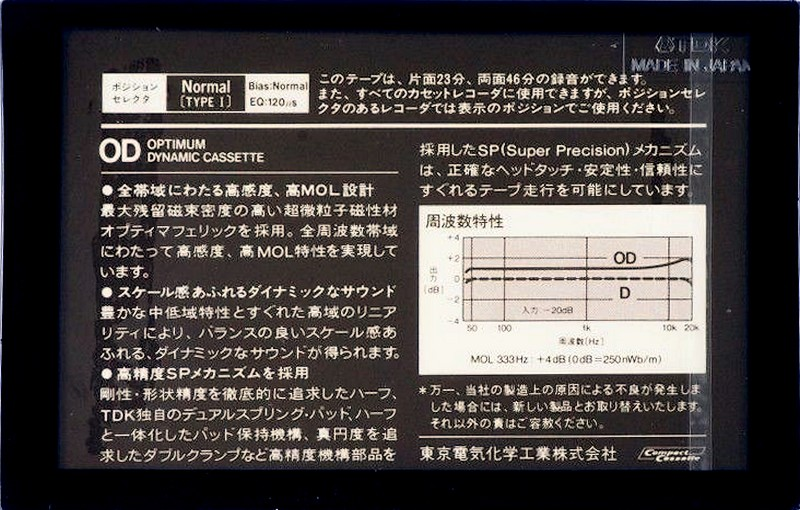 TDK
MADE IN JAPAN
ポジション
セレクタ
Normal
[TYPE I]
Bias:Normal
EQ:120μs
このテープは、片面23分、両面46分の録音ができます。
また、すべてのカセットレコーダに使用できますが、ポジションセレ
クタのあるレコーダでは表示のポジションでご使用ください。
OD OPTIMUM
DYNAMIC CASSETTE
●全帯域にわたる高感度、高MOL設計
最大残留磁束密度の高い超微粒子磁性材
オプティマフェリックを採用。全周波数帯域
にわたって高感度、高MOL特性を実現して
います。
●スケール感あふれるダイナミックなサウンド
豊かな中低域特性とすぐれた高域のリニア
リティにより、バランスの良いスケール感あ
ふれる、ダイナミックなサウンドが得られます。
●高精度SPメカニズムを採用
剛性・形状精度を徹底的に追求したハーフ、
TDK独自のデュアルスプリング・パッド、ハーフ
と一体化したパッド保持機構、真円度を追
求したダブルクランプなど高精度機構部品を
採用したSP(Super Precision)メカニズム
は、正確なヘッドタッチ・安定性・信頼性に
すぐれるテープ走行を可能にしています。
周波数特性
出力[dB]
+4
+2
0
−2
−4
OD
D
入力:−20dB
50 100 1k 10k 20k
周波数[Hz]
MOL 333Hz:+4dB(0dB=250nWb/m)
*万一、当社の製造上の原因による不良が発生しま
した場合には、新しい製品とお取り替えいたします。
それ以外の責はご容赦ください。
東京電気化学工業株式会社
Compact
Cassette